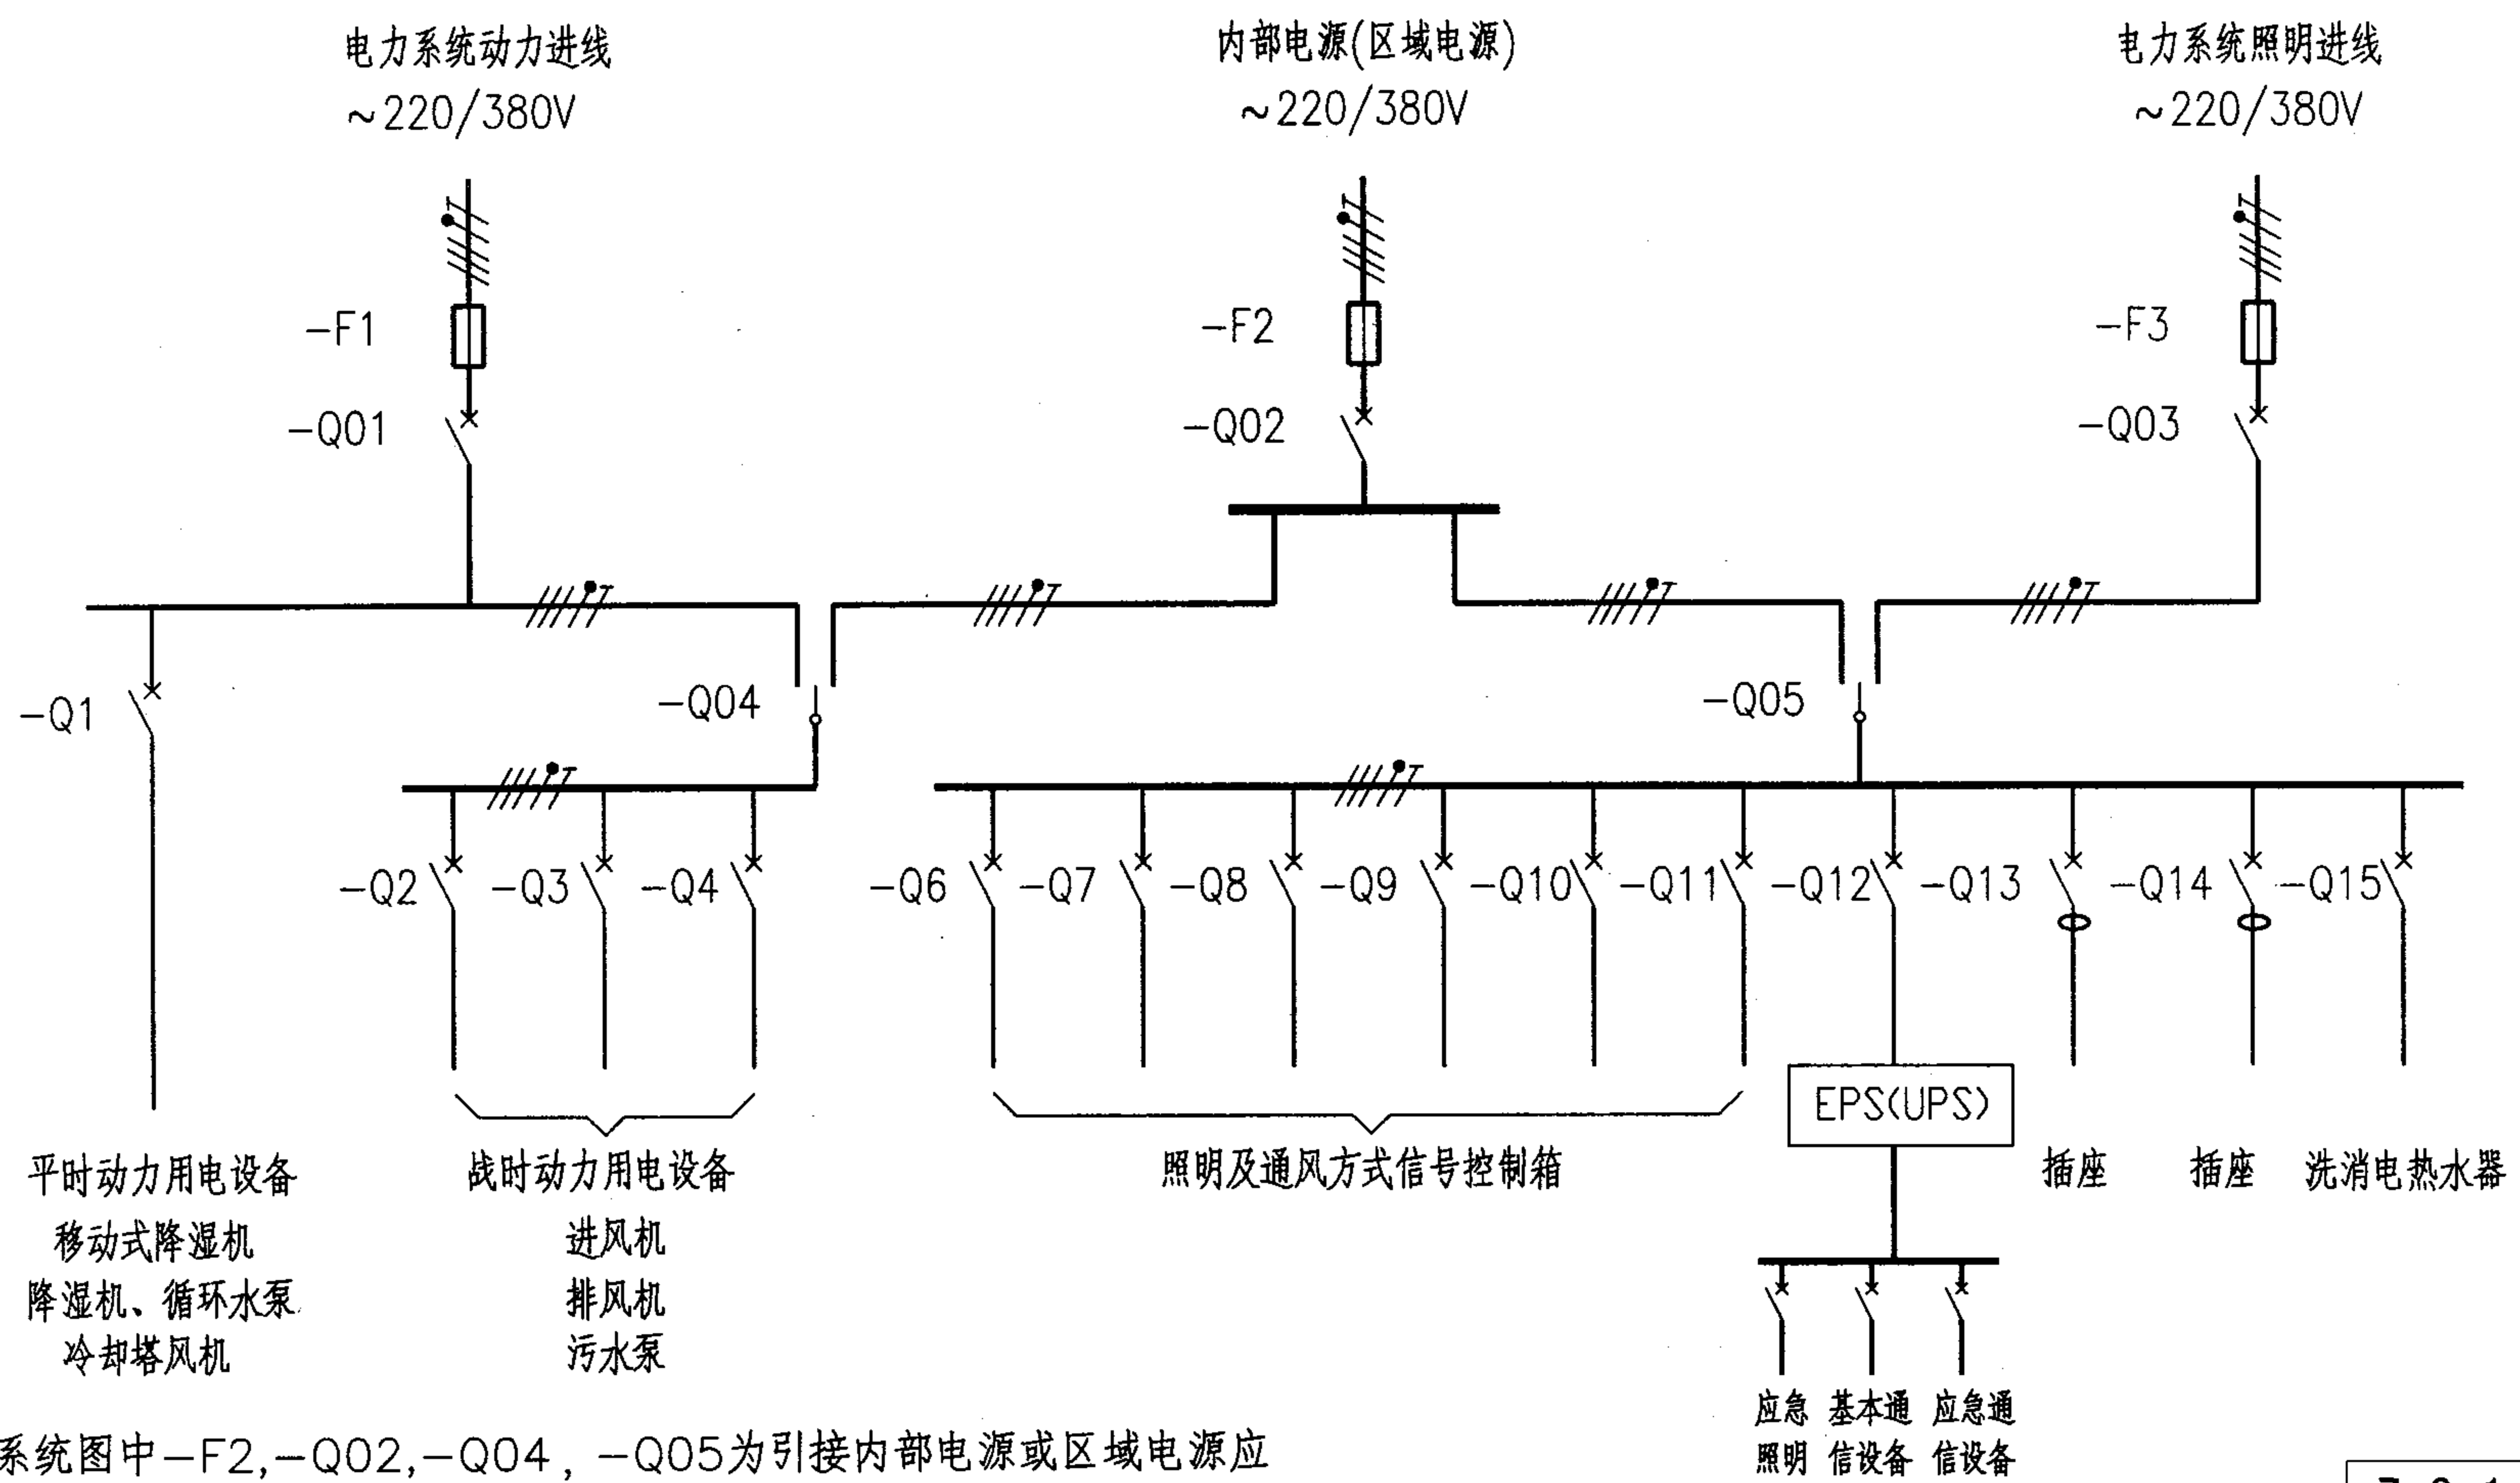 电力系统动力进线
~220/380V
内部电源(区域电源)
~220/380V
电力系统照明进线
~220/380V
-F1
-F2
-F3
-Q01
-Q02
-Q03
-Q1
-Q04
-Q05
-Q2
-Q3
-Q4
-Q6
-Q7
-Q8
-Q9
-Q10
-Q11
-Q12
-Q13
-Q14
-Q15
EPS(UPS)
平时动力用电设备
移动式降湿机
降湿机、循环水泵
冷却塔风机
战时动力用电设备
进风机
排风机
污水泵
照明及通风方式信号控制箱
插座
插座
洗消电热水器
应急
照明
基本通
信设备
应急通
信设备
系统图中-F2,-Q02,-Q04, -Q05为引接内部电源或区域电源应